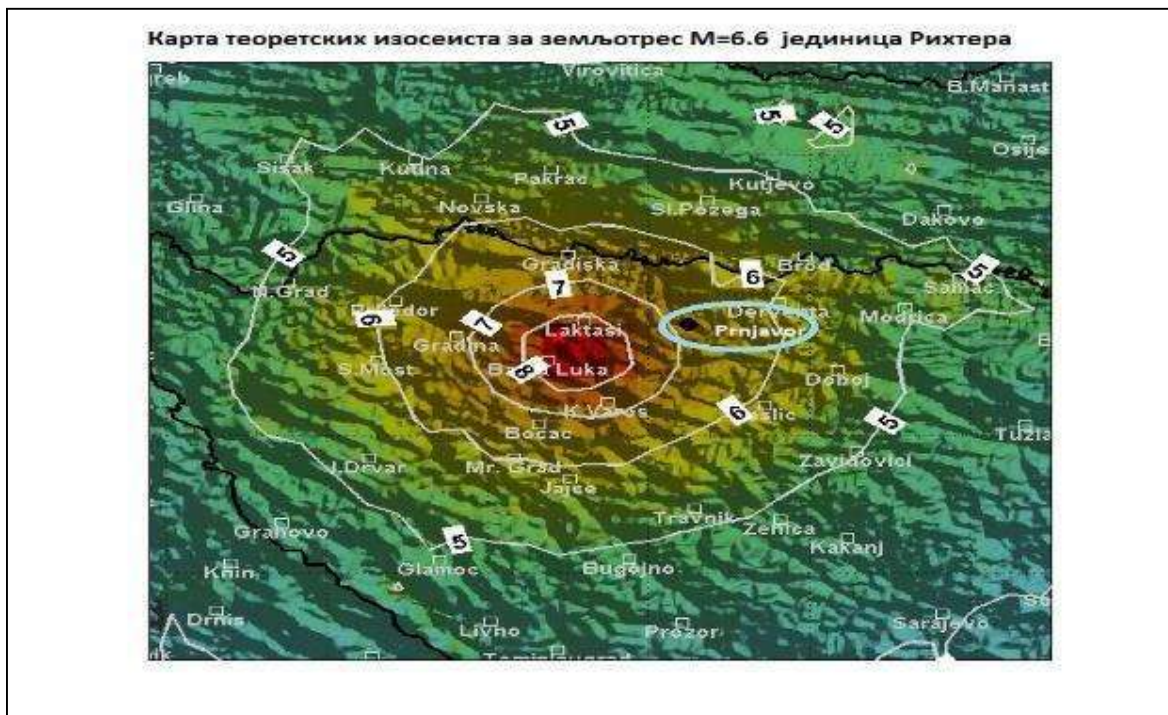 Карта теоретских изосеиста за земљотрес М=6.6 јединица Рихтера
Virovitica
B.Manast
Osije
5
5
5
Sisak
Kutina
Pakrac
Kutjevo
Glina
Novska
Sl.Pozega
Dakovo
5
Gradiska
Brod
5
N.Grad
7
6
Samac
6
7
Laktasi
Prnjavor
Modrica
Gradina
S.Most
8
Luka
Doboj
K.Varos
6
5
Bocac
Tuzla
J.Drvar
Mr. Grad
Zavidovici
Jajce
Travnik
Zenica
Grahovo
5
Kakanj
Knin
Glamoc
Bugojno
Drnis
Livno
Prozor
Sarajevo